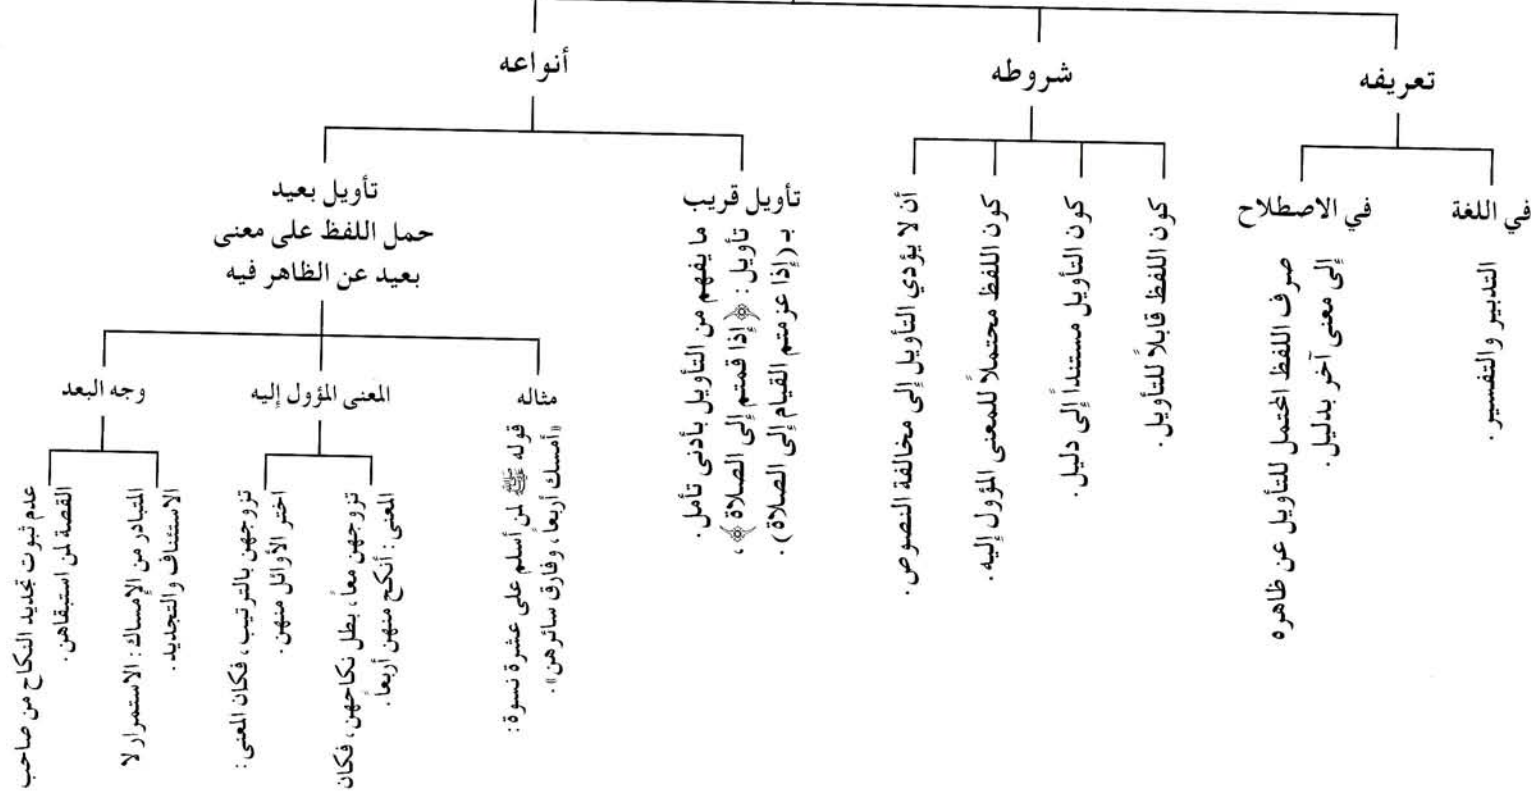 تعريفه
في اللغة
التدبير والتفسير.
في الاصطلاح
صرف اللفظ المحتمل للتأويل عن ظاهره
إلى معنى آخر بدليل.
شروطه
كون اللفظ قابلاً للتأويل.
كون التأويل مستنداً إلى دليل.
كون اللفظ محتملاً للمعنى المؤول إليه.
أن لا يؤدي التأويل إلى مخالفة النصوص.
أنواعه
تأويل قريب
ما يفهم من التأويل بأدنى تأمل.
تأويل: ﴿إذا قمتم إلى الصلاة﴾،
بـ(إذا عزمتم القيام إلى الصلاة).
تأويل بعيد
حمل اللفظ على معنى
بعيد عن الظاهر فيه
مثاله
قوله ﷺ لمن أسلم على عشرة نسوة:
«أمسك أربعاً، وفارق سائرهن».
المعنى المؤول إليه
تزوجهن معاً، بطل نكاحهن، فكان
المعنى: أنكح منهن أربعاً.
تزوجهن بالترتيب، فكان المعنى:
اختر الأوائل منهن.
وجه البعد
المتبادر من الإمساك: الاستمرار لا
الاستئناف والتجديد.
عدم ثبوت تجديد النكاح من صاحب
القصة لمن استبقاهن.